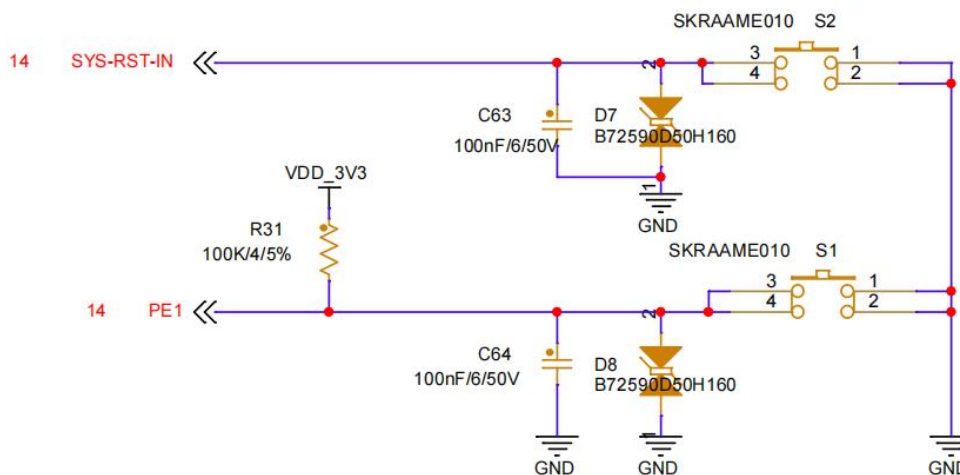 SKRAAME010 S2
14 SYS-RST-IN
3 1
4 2
2
C63 D7
100nF/6/50V B72590D50H160
VDD_3V3
1
GND
R31
100K/4/5%
SKRAAME010 S1
3 1
4 2
14 PE1
2
C64 D8
100nF/6/50V B72590D50H160
1
GND GND GND